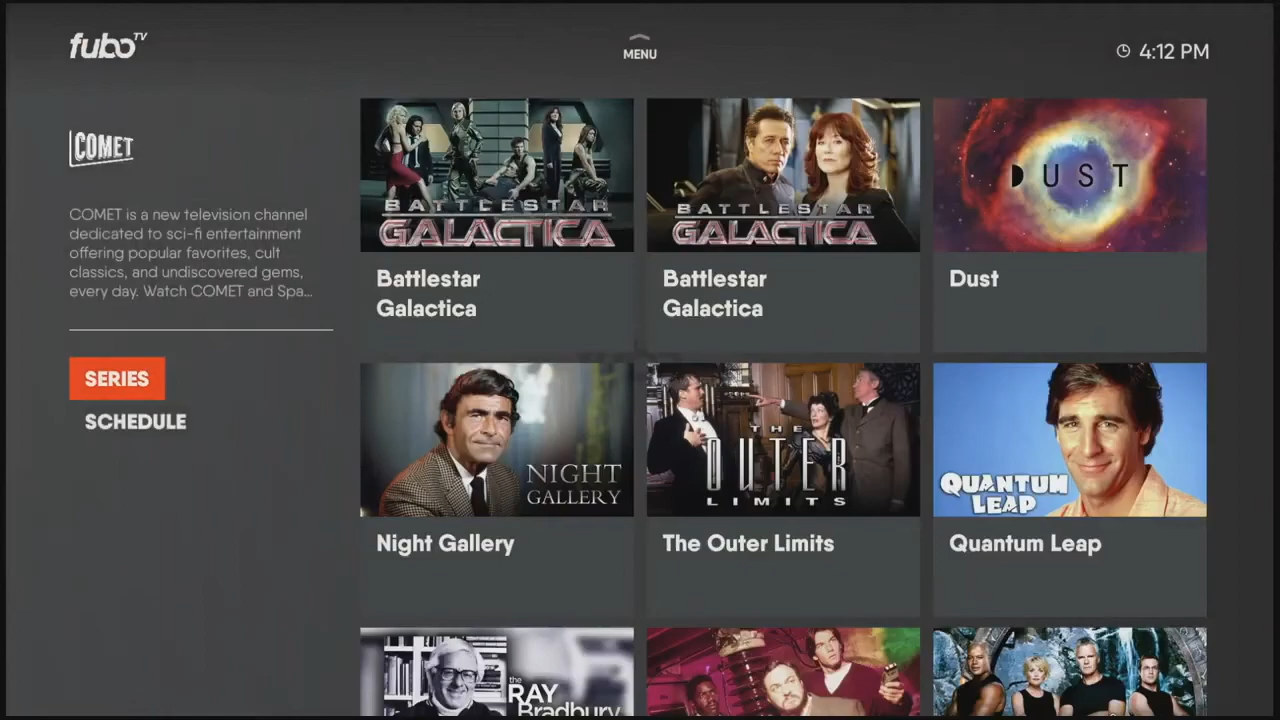 fubo TV
MENU
4:12 PM
COMET
COMET is a new television channel
dedicated to sci-fi entertainment
offering popular favorites, cult
classics, and undiscovered gems,
every day. Watch COMET and Spa...
SERIES
SCHEDULE
BATTLESTAR
GALACTICA
Battlestar
Galactica
BATTLESTAR
GALACTICA
Battlestar
Galactica
DUST
Dust
NIGHT
GALLERY
Night Gallery
THE
OUTER
LIMITS
The Outer Limits
QUANTUM
LEAP
Quantum Leap
the
RAY
Bradbury